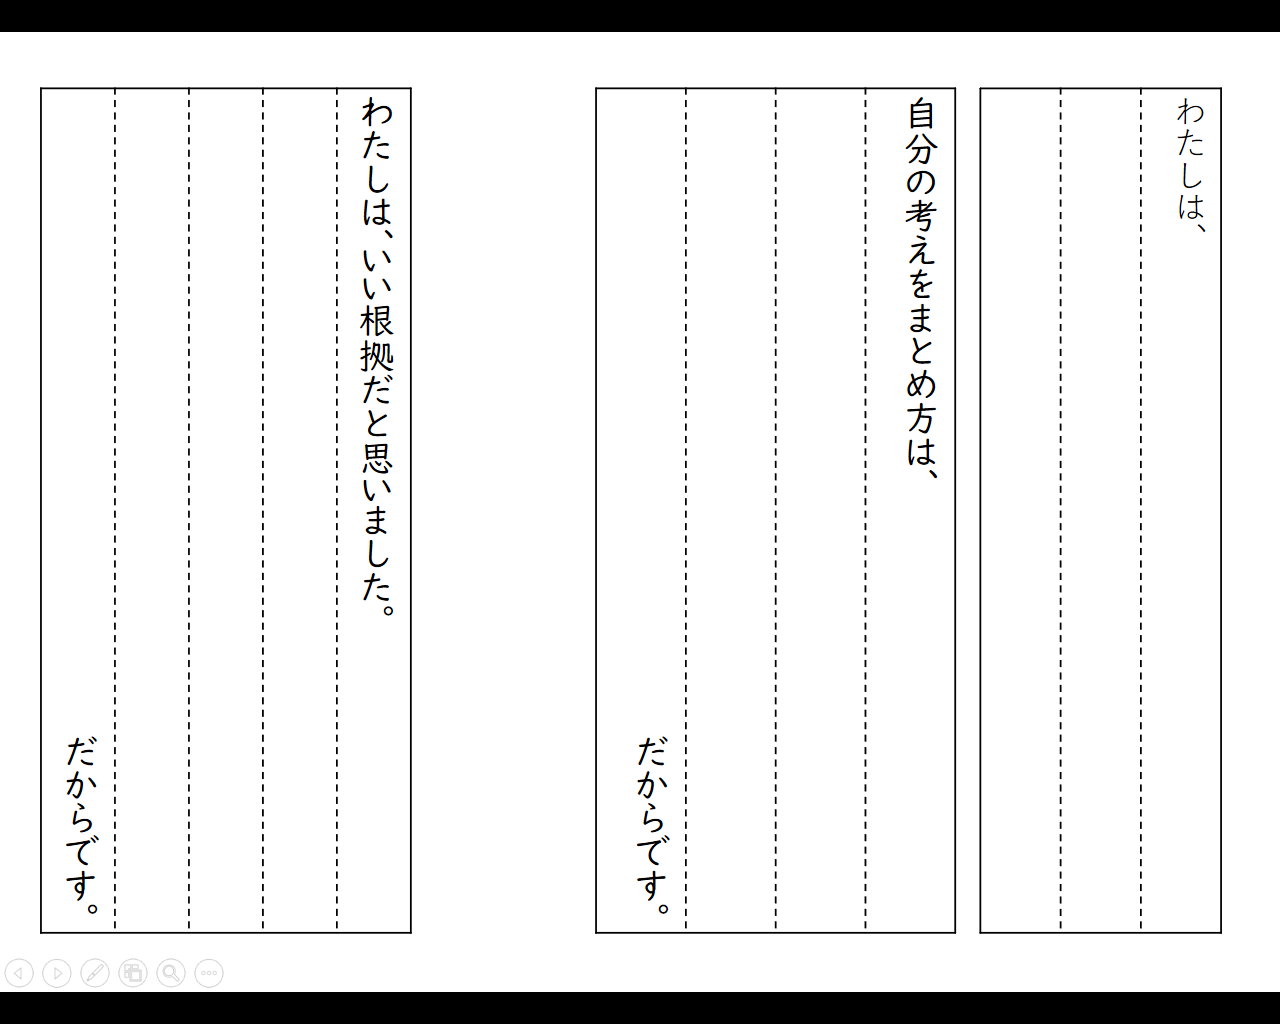 わたしは、
自分の考えをまとめ方は、
だからです。
わたしは、いい根拠だと思いました。
だからです。